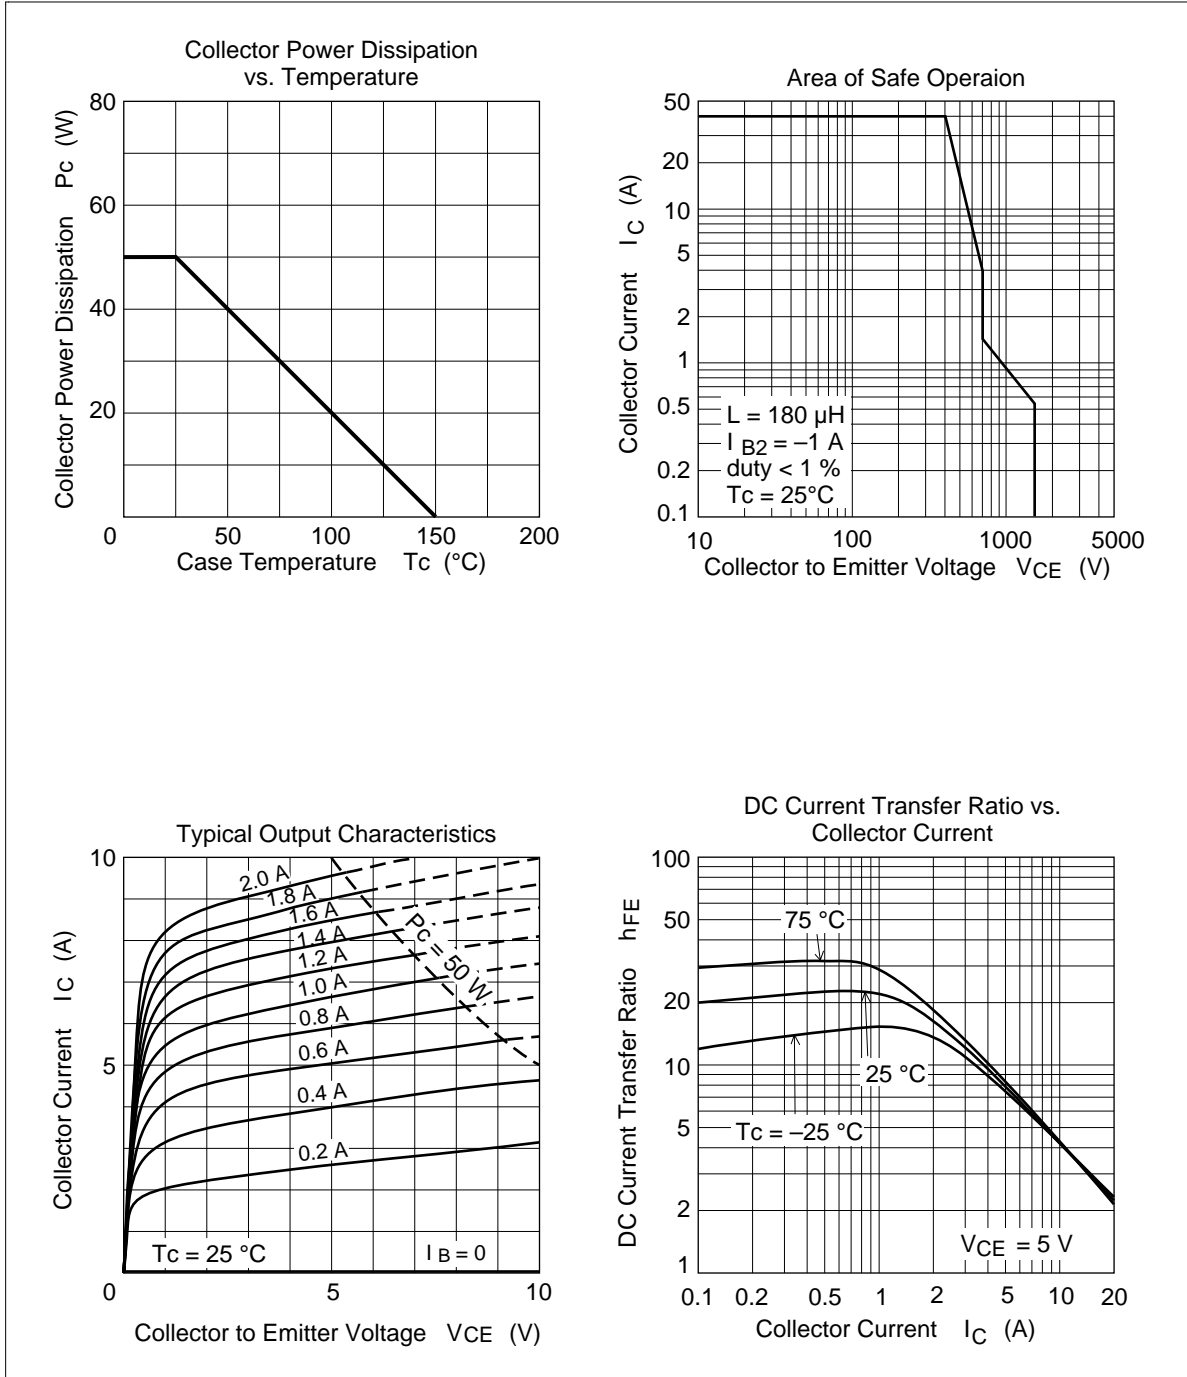 Collector Power Dissipation
vs. Temperature
80
60
40
20
0
50
100
150
200
Collector Power Dissipation Pc (W)
Case Temperature Tc (°C)
Area of Safe Operaion
50
20
10
5
2
1
0.5
0.2
0.1
10
100
1000
5000
Collector Current I C (A)
L = 180 µH
I B2 = –1 A
duty < 1 %
Tc = 25°C
Collector to Emitter Voltage VCE (V)
Typical Output Characteristics
10
5
0
5
10
Collector Current I C (A)
2.0 A
1.8 A
1.6 A
1.4 A
1.2 A
1.0 A
0.8 A
0.6 A
0.4 A
0.2 A
Pc = 50 W
Tc = 25 °C
I B = 0
Collector to Emitter Voltage VCE (V)
DC Current Transfer Ratio vs.
Collector Current
100
50
20
10
5
2
1
DC Current Transfer Ratio hFE
75 °C
25 °C
Tc = –25 °C
VCE = 5 V
0.1
0.2
0.5
1
2
5
10
20
Collector Current I C (A)